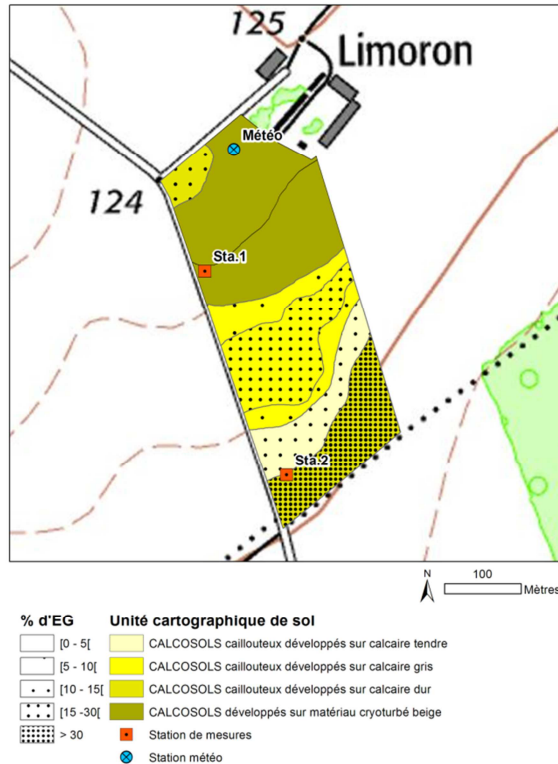 125
Limoron
Météo
124
Sta.1
Sta.2
N
100
Mètres
% d'EG Unité cartographique de sol
[0 - 5[ CALCOSOLS caillouteux développés sur calcaire tendre
[5 - 10[ CALCOSOLS caillouteux développés sur calcaire gris
[10 - 15[ CALCOSOLS caillouteux développés sur calcaire dur
[15 -30[ CALCOSOLS développés sur matériau cryoturbé beige
> 30 Station de mesures
Station météo